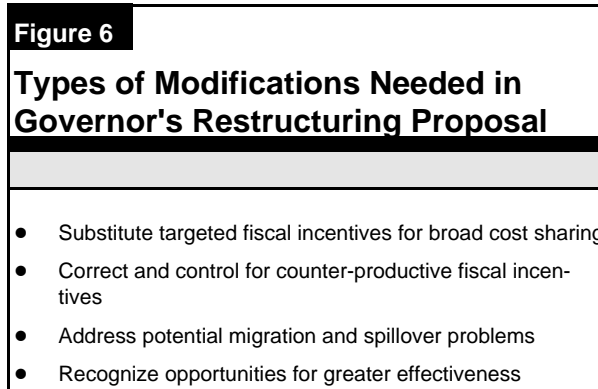 Figure 6
Types of Modifications Needed in
Governor's Restructuring Proposal
● Substitute targeted fiscal incentives for broad cost sharing
● Correct and control for counter-productive fiscal incen-
tives
● Address potential migration and spillover problems
● Recognize opportunities for greater effectiveness